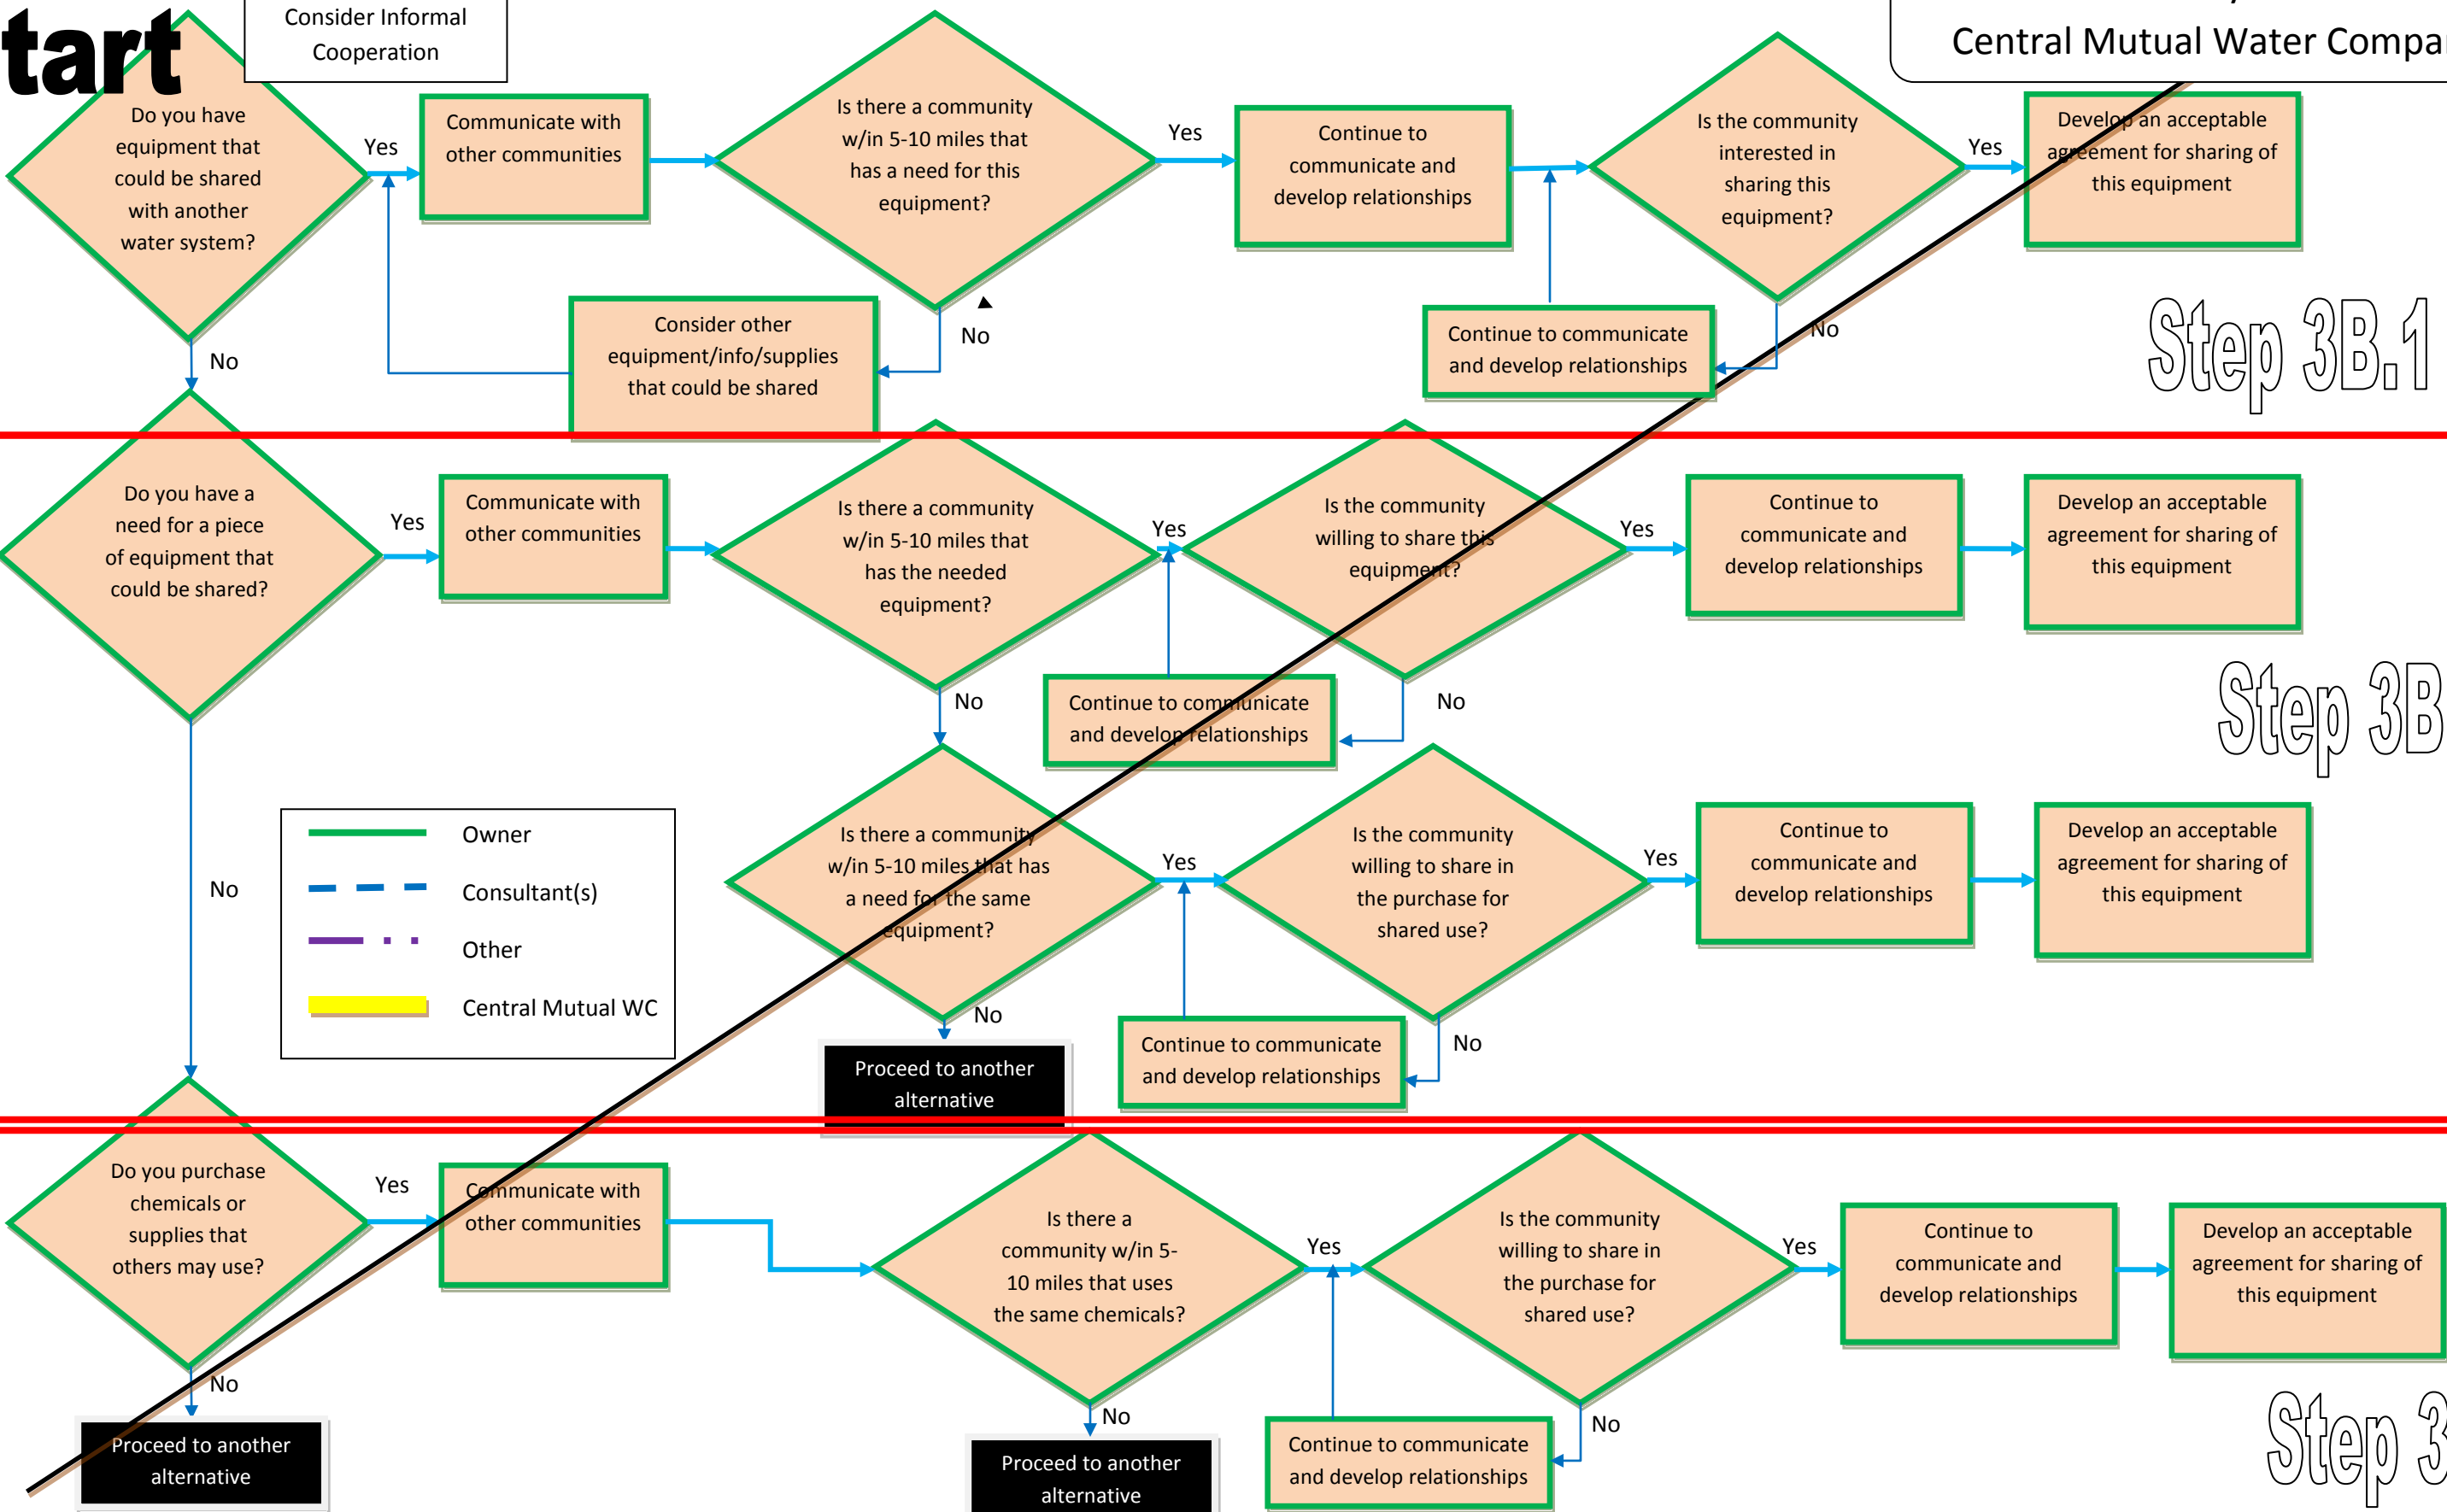 tart
Consider Informal
Cooperation
Central Mutual Water
Do you have
equipment that
could be shared
with another
water system?
Yes
Communicate with
other communities
Is there a community
w/in 5-10 miles that
has a need for this
equipment?
Yes
Continue to
communicate and
develop relationships
Is the community
interested in
sharing this
equipment?
Yes
Develop an acceptable
agreement for sharing of
this equipment
No
Consider other
equipment/info/supplies
that could be shared
No
Continue to communicate
and develop relationships
No
Step 3B.1
Do you have a
need for a piece
of equipment that
could be shared?
Yes
Communicate with
other communities
Is there a community
w/in 5-10 miles that
has the needed
equipment?
Yes
Is the community
willing to share this
equipment?
Yes
Continue to
communicate and
develop relationships
Develop an acceptable
agreement for sharing of
this equipment
No
Continue to communicate
and develop relationships
No
Step 3B
No
Owner
Consultant(s)
Other
Central Mutual WC
Is there a community
w/in 5-10 miles that has
a need for the same
equipment?
Yes
Is the community
willing to share in
the purchase for
shared use?
Yes
Continue to
communicate and
develop relationships
Develop an acceptable
agreement for sharing of
this equipment
No
Proceed to another
alternative
Continue to communicate
and develop relationships
No
Do you purchase
chemicals or
supplies that
others may use?
Yes
Communicate with
other communities
Is there a
community w/in 5-
10 miles that uses
the same chemicals?
Yes
Is the community
willing to share in
the purchase for
shared use?
Yes
Continue to
communicate and
develop relationships
Develop an acceptable
agreement for sharing of
this equipment
No
Proceed to another
alternative
No
Proceed to another
alternative
Continue to communicate
and develop relationships
No
Step 3